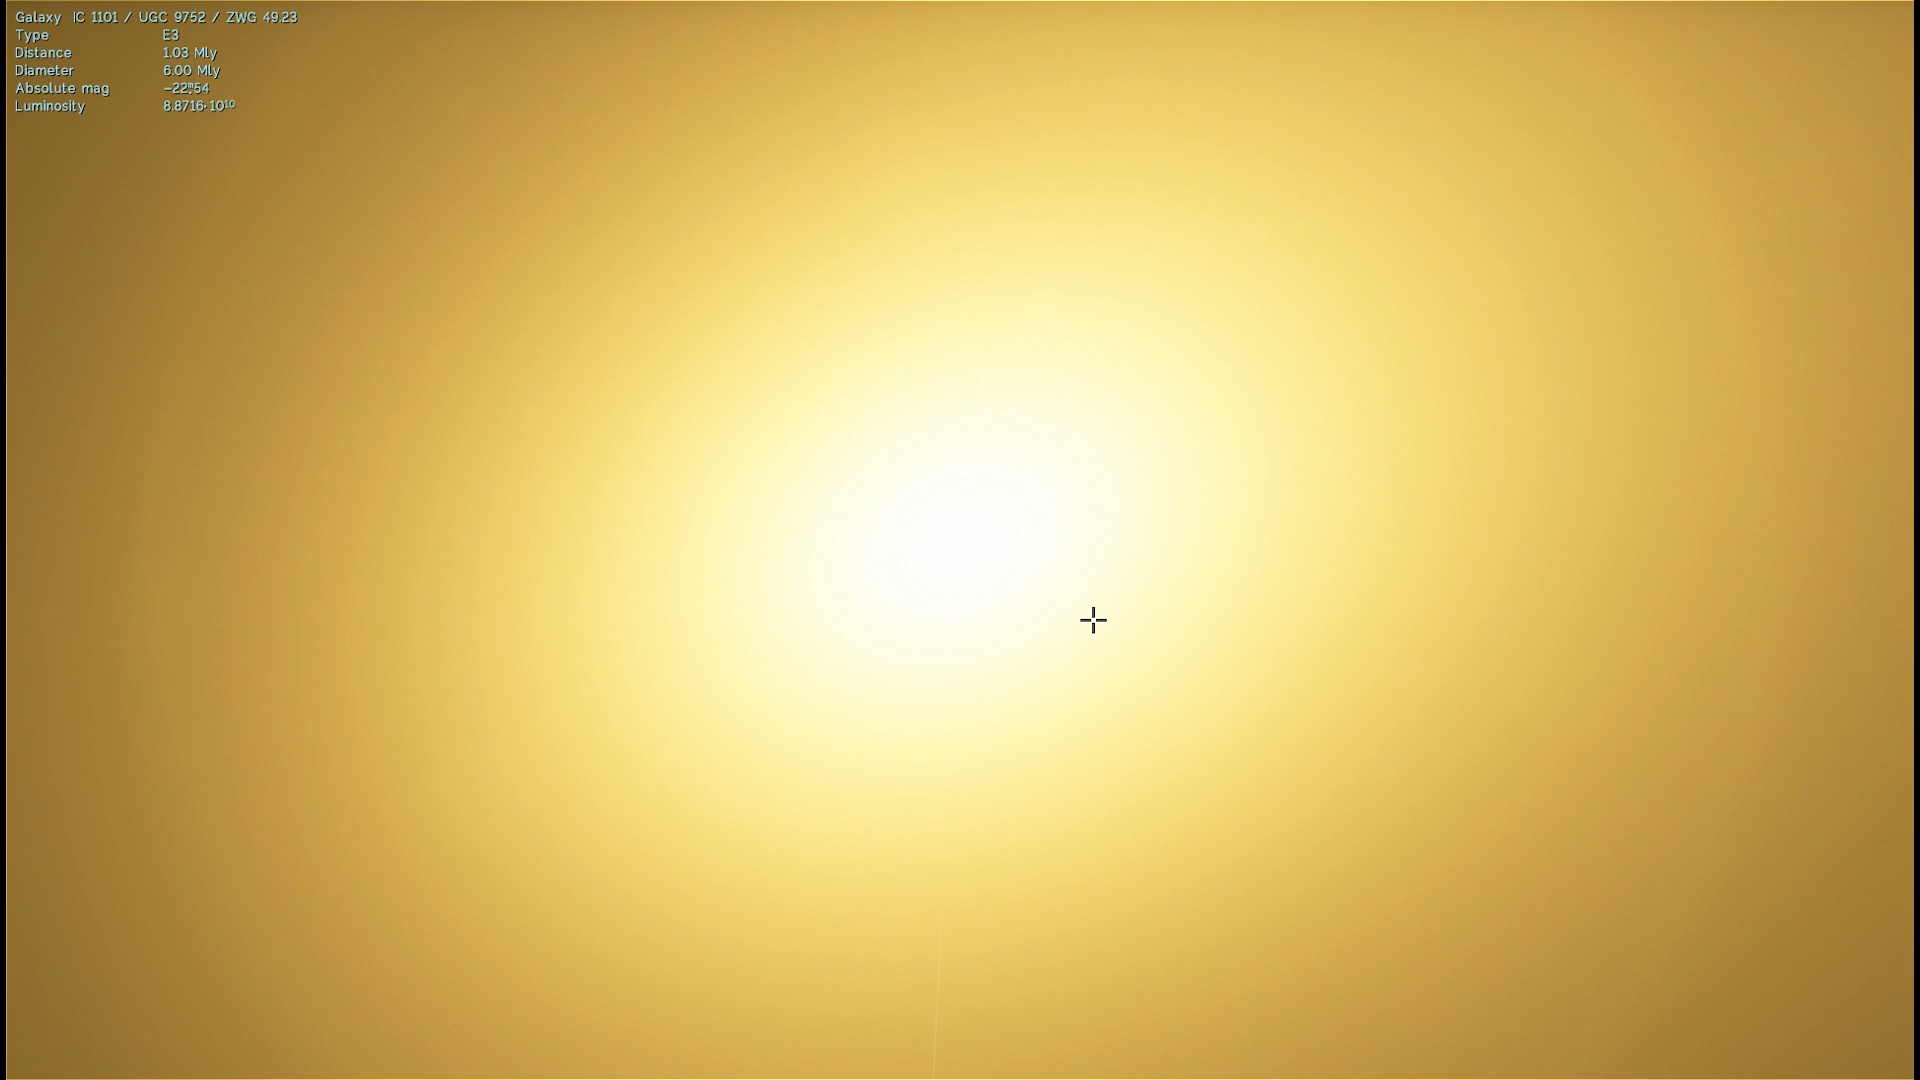 Galaxy IC 1101 / UGC 9752 / ZWG 49.23
Type E3
Distance 1.03 Mly
Diameter 6.00 Mly
Absolute mag −22ᵐ.54
Luminosity 8.8716·10¹⁰